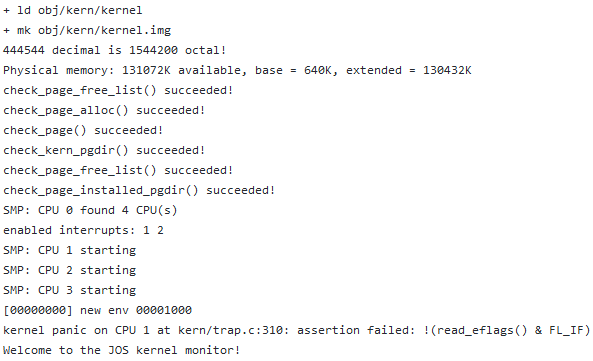 + ld obj/kern/kernel
+ mk obj/kern/kernel.img
444544 decimal is 1544200 octal!
Physical memory: 131072K available, base = 640K, extended = 130432K
check_page_free_list() succeeded!
check_page_alloc() succeeded!
check_page() succeeded!
check_kern_pgdir() succeeded!
check_page_free_list() succeeded!
check_page_installed_pgdir() succeeded!
SMP: CPU 0 found 4 CPU(s)
enabled interrupts: 1 2
SMP: CPU 1 starting
SMP: CPU 2 starting
SMP: CPU 3 starting
[00000000] new env 00001000
kernel panic on CPU 1 at kern/trap.c:310: assertion failed: !(read_eflags() & FL_IF)
Welcome to the JOS kernel monitor!